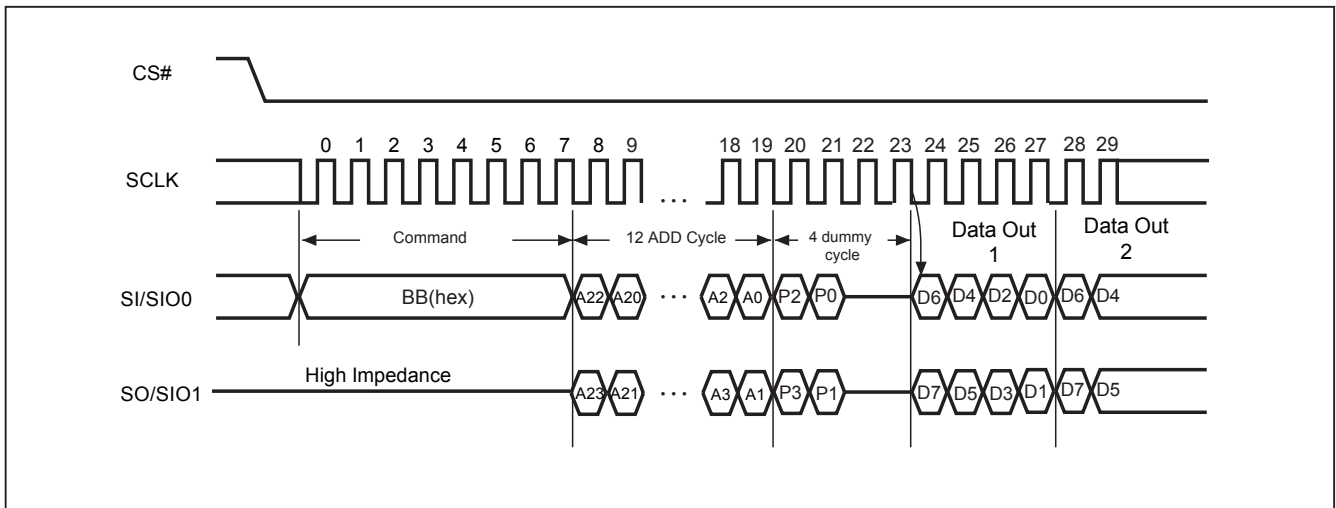 CS#
0 1 2 3 4 5 6 7 8 9 18 19 20 21 22 23 24 25 26 27 28 29
SCLK
...
Command 12 ADD Cycle 4 dummy cycle Data Out 1 Data Out 2
SI/SIO0 BB(hex) A22 A20 ... A2 A0 P2 P0 D6 D4 D2 D0 D6 D4
High Impedance
SO/SIO1 A23 A21 ... A3 A1 P3 P1 D7 D5 D3 D1 D7 D5